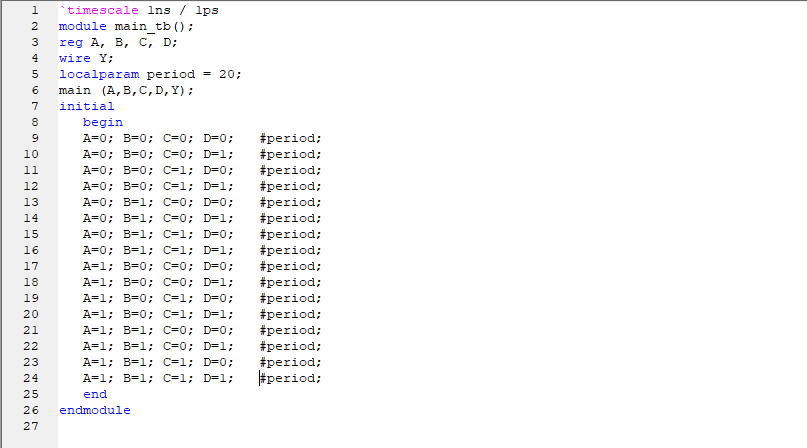 1 `timescale 1ns / 1ps
2 module main_tb();
3 reg A, B, C, D;
4 wire Y;
5 localparam period = 20;
6 main (A,B,C,D,Y);
7 initial
8 begin
9 A=0; B=0; C=0; D=0; #period;
10 A=0; B=0; C=0; D=1; #period;
11 A=0; B=0; C=1; D=0; #period;
12 A=0; B=0; C=1; D=1; #period;
13 A=0; B=1; C=0; D=0; #period;
14 A=0; B=1; C=0; D=1; #period;
15 A=0; B=1; C=1; D=0; #period;
16 A=0; B=1; C=1; D=1; #period;
17 A=1; B=0; C=0; D=0; #period;
18 A=1; B=0; C=0; D=1; #period;
19 A=1; B=0; C=1; D=0; #period;
20 A=1; B=0; C=1; D=1; #period;
21 A=1; B=1; C=0; D=0; #period;
22 A=1; B=1; C=0; D=1; #period;
23 A=1; B=1; C=1; D=0; #period;
24 A=1; B=1; C=1; D=1; #period;
25 end
26 endmodule
27